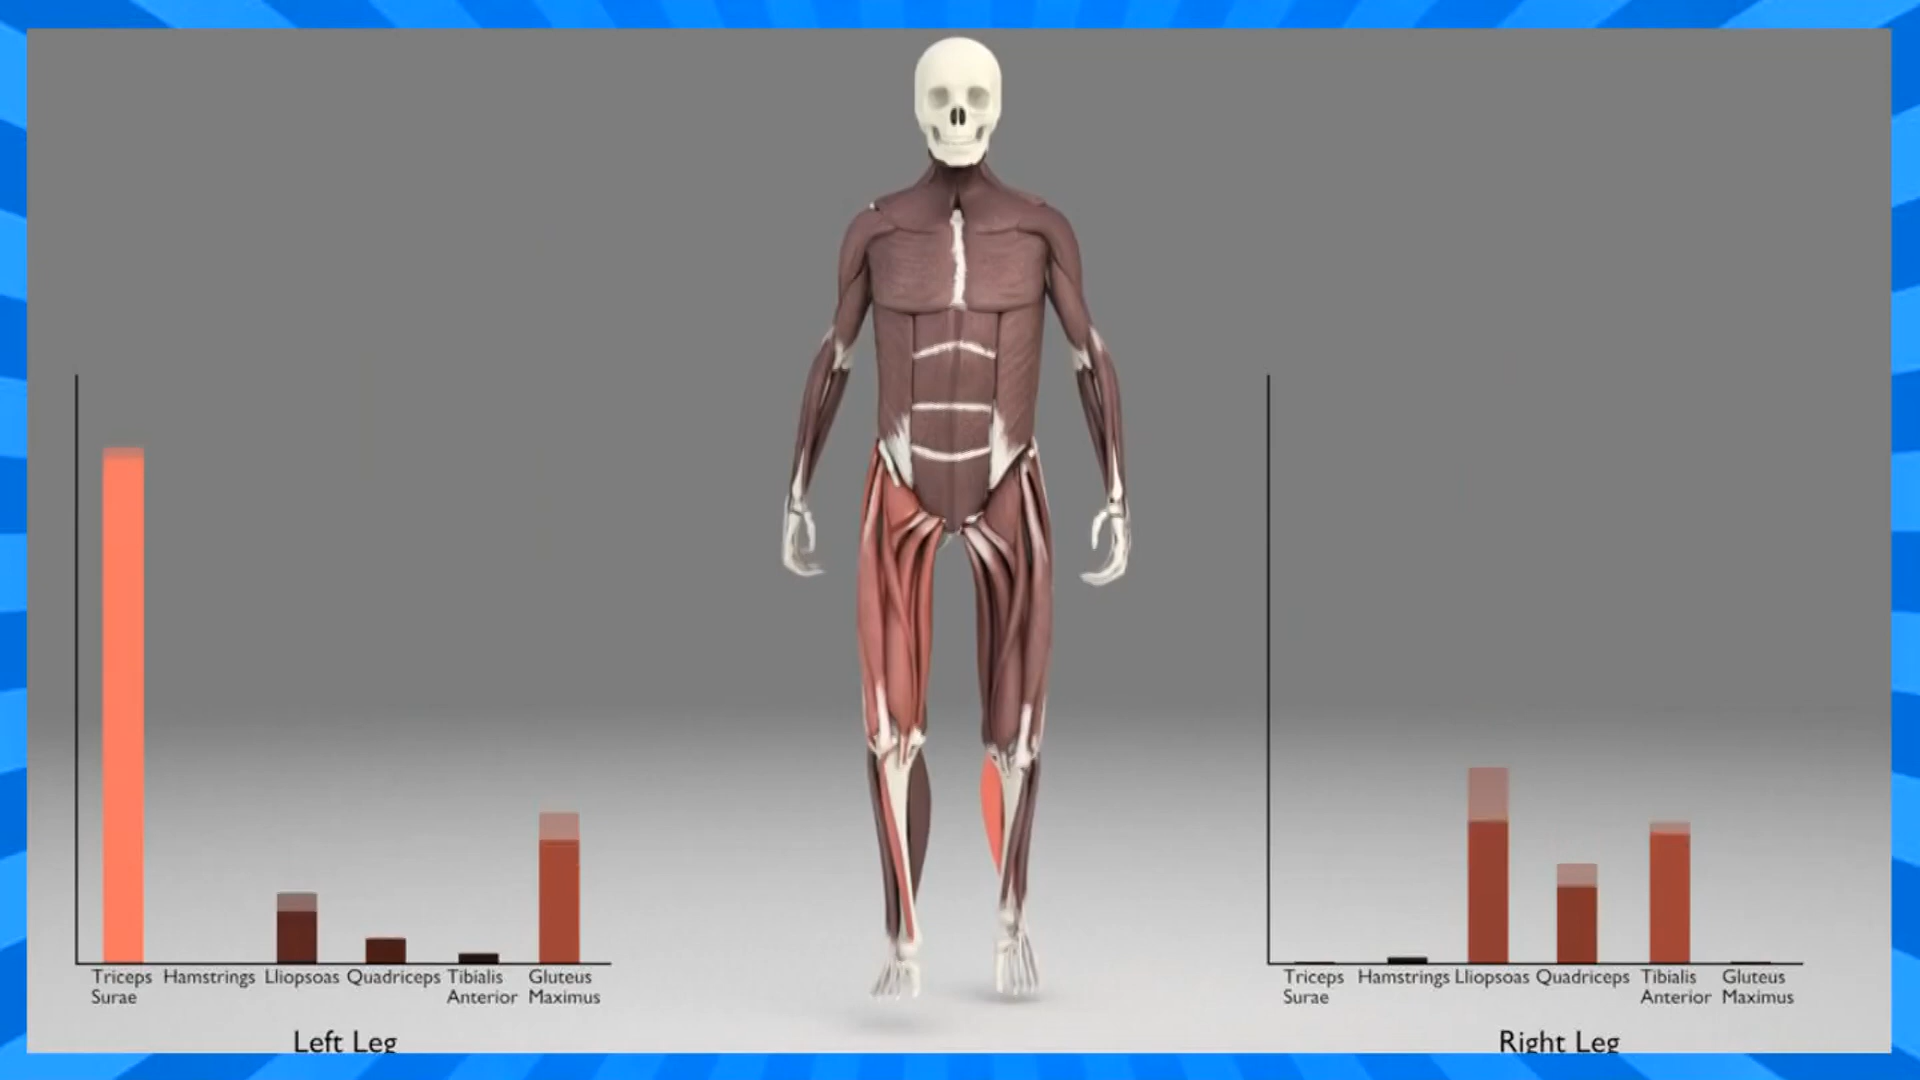 Triceps Hamstrings Lliopsoas Quadriceps Tibialis Gluteus
Surae Anterior Maximus
Left Leg
Triceps Hamstrings Lliopsoas Quadriceps Tibialis Gluteus
Surae Anterior Maximus
Right Leg